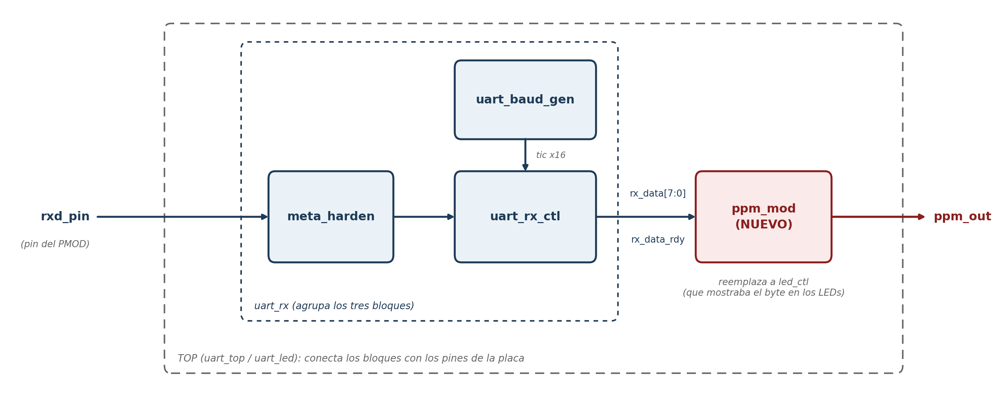 uart_baud_gen
tic x16
rxd_pin
(pin del PMOD)
meta_harden
uart_rx_ctl
rx_data[7:0]
rx_data_rdy
ppm_mod
(NUEVO)
ppm_out
reemplaza a led_ctl
(que mostraba el byte en los LEDs)
uart_rx (agrupa los tres bloques)
TOP (uart_top / uart_led): conecta los bloques con los pines de la placa